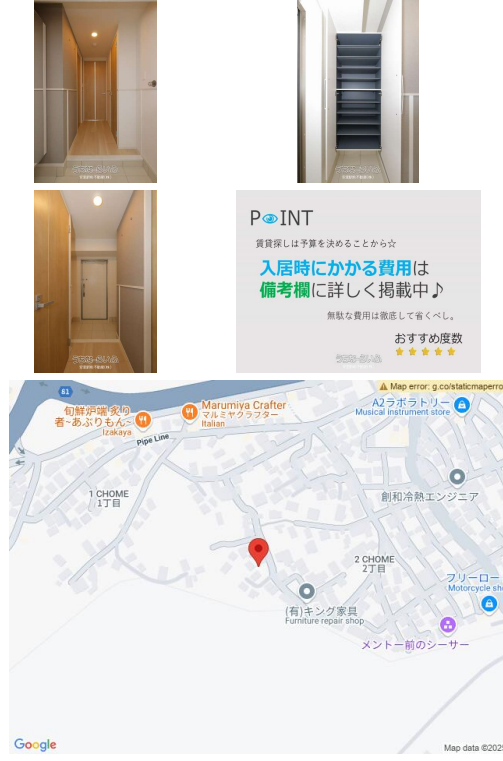 POINT
賃貸探しは予算を決めることから☆
入居時にかかる費用は
備考欄に詳しく掲載中♪
無駄な費用は徹底して省くべし。
おすすめ度数
★★★★★
Map error: g.co/staticmaperro
81
旬鮮炉端 炙り
者~あぶりもん~
Izakaya
Marumiya Crafter
マルミヤクラフター
Italian
A2ラボラトリー
Musical instrument store
Pipe Line
1 CHOME
1丁目
創和冷熱エンジニア
2 CHOME
2丁目
フリーロー
Motorcycle sh
(有)キング家具
Furniture repair shop
メントー前のシーサー
Google
Map data ©2025